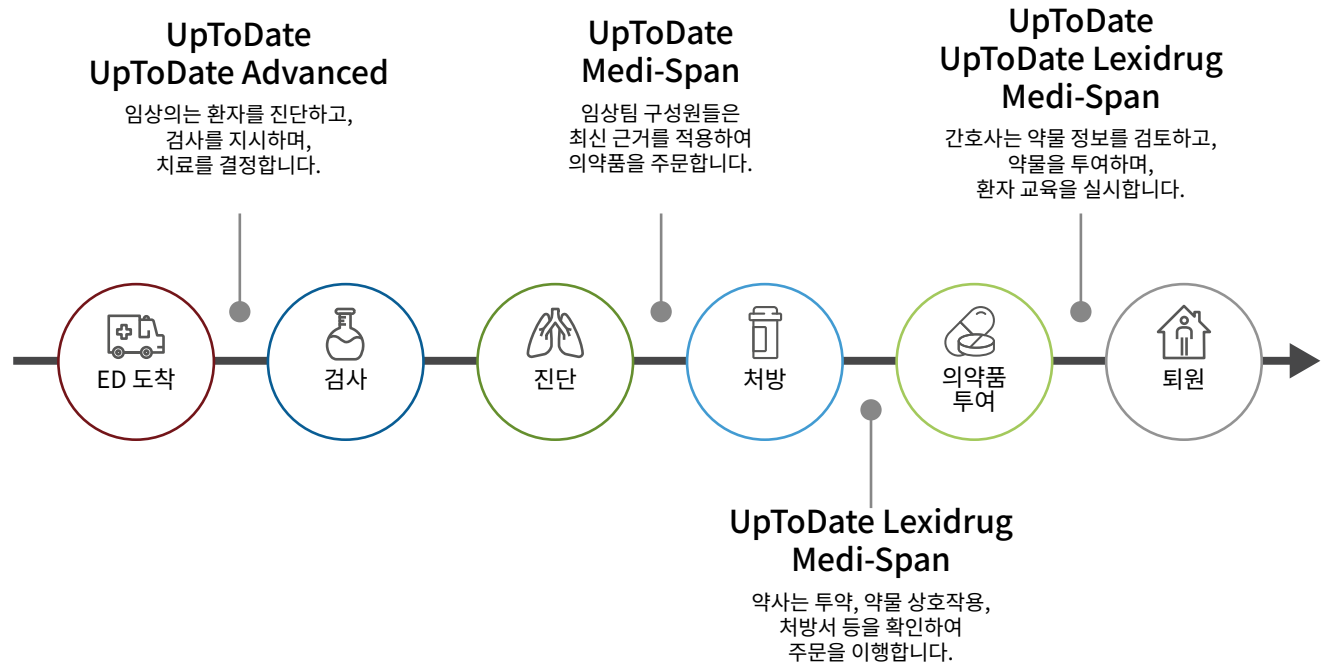 UpToDate
UpToDate Advanced
임상의는 환자를 진단하고,
검사를 지시하며,
치료를 결정합니다.
UpToDate
Medi-Span
임상팀 구성원들은
최신 근거를 적용하여
의약품을 주문합니다.
UpToDate
UpToDate Lexidrug
Medi-Span
간호사는 약물 정보를 검토하고,
약물을 투여하며,
환자 교육을 실시합니다.
ED 도착
검사
진단
처방
의약품
투여
퇴원
UpToDate Lexidrug
Medi-Span
약사는 투약, 약물 상호작용,
처방서 등을 확인하여
주문을 이행합니다.